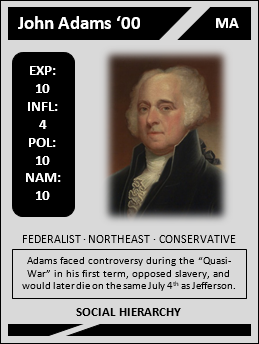 John Adams ‘00
MA
EXP:
10
INFL:
4
POL:
10
NAM:
10
FEDERALIST · NORTHEAST · CONSERVATIVE
Adams faced controversy during the “Quasi-
War” in his first term, opposed slavery, and
would later die on the same July 4th as Jefferson.
SOCIAL HIERARCHY